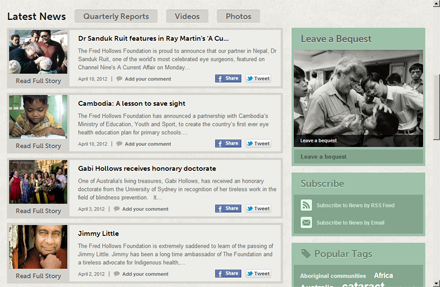 Latest News
Quarterly Reports
Videos
Photos
Dr Sanduk Ruit features in Ray Martin's 'A Cu...
The Fred Hollows Foundation is proud to announce that our partner in Nepal, Dr
Sanduk Ruit, one of the world's most celebrated eye surgeons, featured on
Channel Nine's A Current Affair on Monday...
Read Full Story
April 18, 2012 | Add your comment
Share
Tweet
Cambodia: A lesson to save sight
The Fred Hollows Foundation has announced a partnership with Cambodia's
Ministry of Education, Youth and Sport, to create the country's first ever eye
health education plan for primary schools....
Read Full Story
April 10, 2012 | Add your comment
Share
Tweet
Gabi Hollows receives honorary doctorate
One of Australia's living treasures, Gabi Hollows, has received an honorary
doctorate from the University of Sydney in recognition of her tireless work in the
field of blindness prevention. It...
Read Full Story
April 3, 2012 | Add your comment
Share
Tweet
Jimmy Little
The Fred Hollows Foundation is extremely saddened to learn of the passing of
Jimmy Little. Jimmy has been a long time ambassador of The Foundation and
a tireless advocate for Indigenous health,...
Read Full Story
April 2, 2012 | Add your comment
Share
Tweet
Leave a Bequest
Leave a bequest
Leave a bequest
Subscribe
Subscribe to News by RSS Feed
Subscribe to News by Email
Popular Tags
Aboriginal communities Africa
Australia cataract